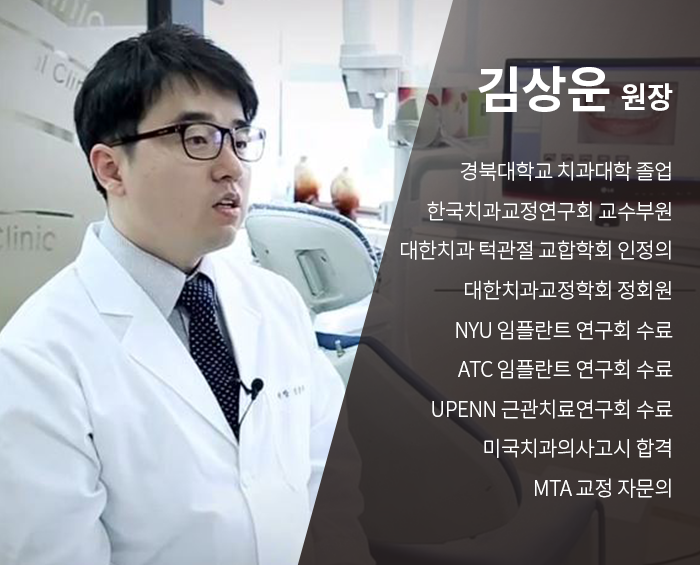 Clinic
al Clinic
Clinic
김상운 원장
경북대학교 치과대학 졸업
한국치과교정연구회 교수부원
대한치과 턱관절 교합학회 인정의
대한치과교정학회 정회원
NYU 임플란트 연구회 수료
ATC 임플란트 연구회 수료
UPENN 근관치료연구회 수료
미국치과의사고시 합격
MTA 교정 자문의